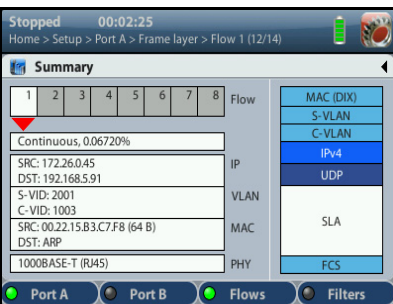 Stopped 00:02:25
Home > Setup > Port A > Frame layer > Flow 1 (12/14)
Summary
1 2 3 4 5 6 7 8 Flow
Continuous, 0.06720%
SRC: 172.26.0.45
DST: 192.168.5.91
IP
S-VID: 2001
C-VID: 1003
VLAN
SRC: 00.22.15.B3.C7.F8 (64 B)
DST: ARP
MAC
1000BASE-T (RJ45) PHY
MAC (DIX)
S-VLAN
C-VLAN
IPv4
UDP
SLA
FCS
Port A Port B Flows Filters